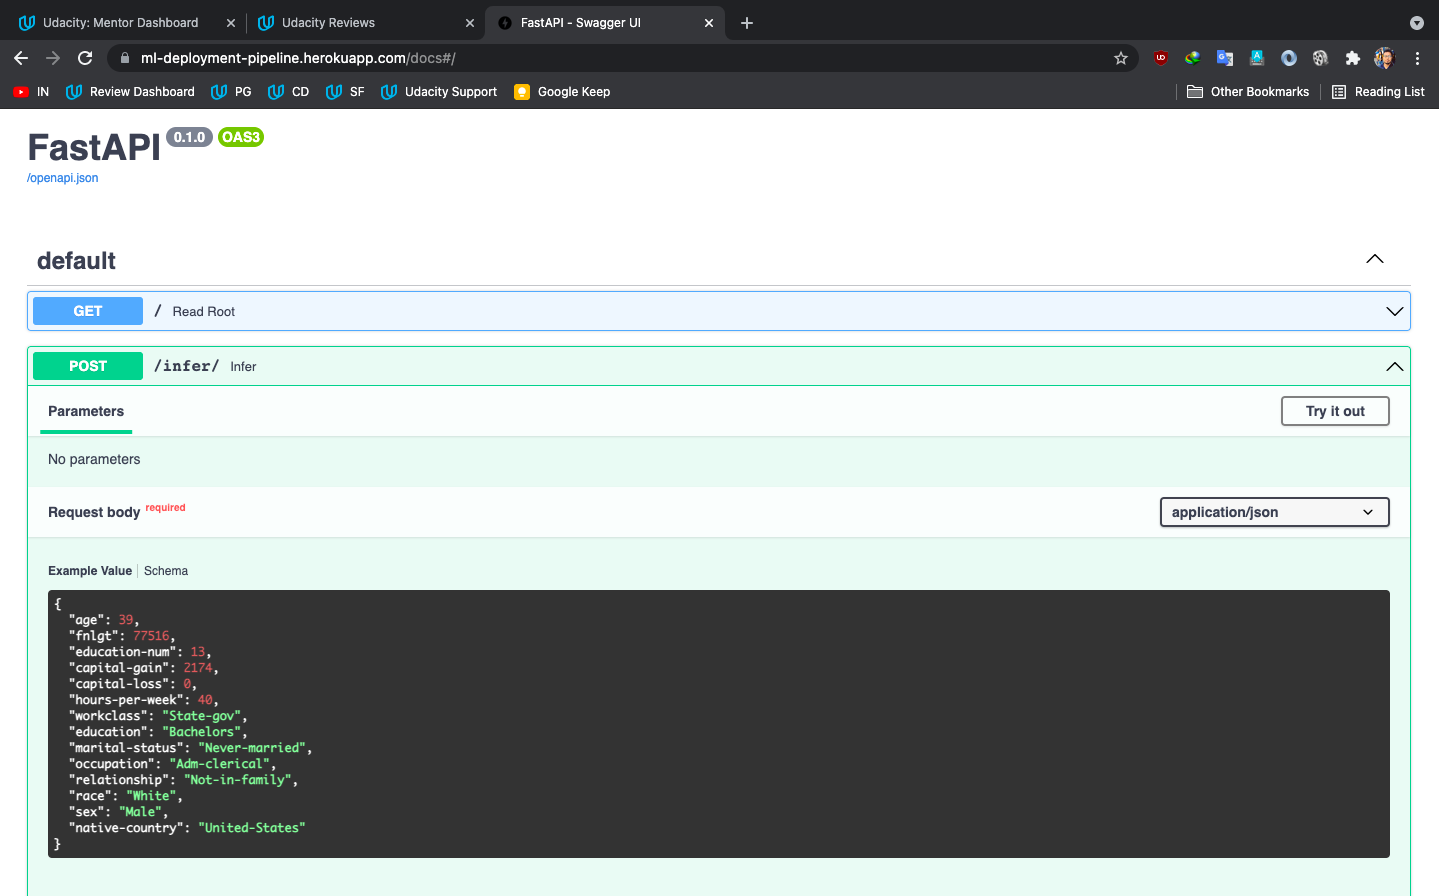 Udacity: Mentor Dashboard
Udacity Reviews
FastAPI - Swagger UI
ml-deployment-pipeline.herokuapp.com/docs#/
IN
Review Dashboard
PG
CD
SF
Udacity Support
Google Keep
Other Bookmarks
Reading List
FastAPI 0.1.0 OAS3
/openapi.json
default
GET / Read Root
POST /infer/ Infer
Parameters
Try it out
No parameters
Request body required
application/json
Example Value | Schema
{
"age": 39,
"fnlgt": 77516,
"education-num": 13,
"capital-gain": 2174,
"capital-loss": 0,
"hours-per-week": 40,
"workclass": "State-gov",
"education": "Bachelors",
"marital-status": "Never-married",
"occupation": "Adm-clerical",
"relationship": "Not-in-family",
"race": "White",
"sex": "Male",
"native-country": "United-States"
}